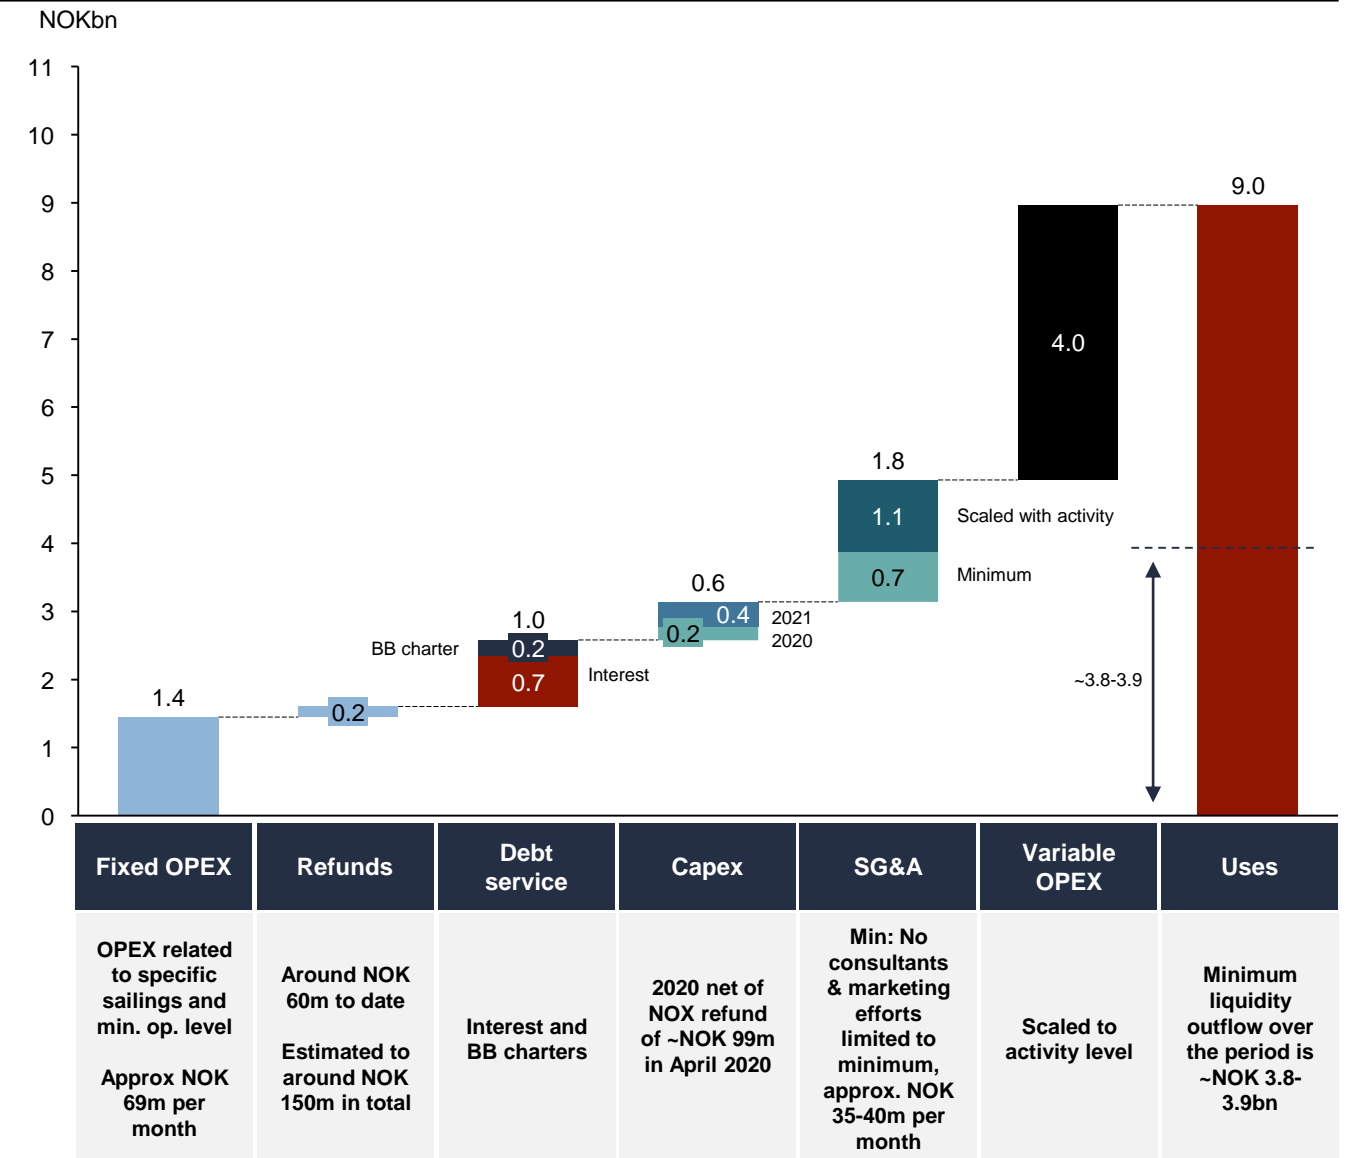 NOKbn
11
10
9
8
7
6
5
4
3
2
1
0
1.4
0.2
1.0
BB charter
0.2
0.7
Interest
0.6
0.4
0.2
2021
2020
1.8
1.1
Scaled with activity
0.7
Minimum
4.0
9.0
~3.8-3.9
Fixed OPEX
Refunds
Debt
service
Capex
SG&A
Variable
OPEX
Uses
OPEX related
to specific
sailings and
min. op. level
Approx NOK
69m per
month
Around NOK
60m to date
Estimated to
around NOK
150m in total
Interest and
BB charters
2020 net of
NOX refund
of ~NOK 99m
in April 2020
Min: No
consultants
& marketing
efforts
limited to
minimum,
approx. NOK
35-40m per
month
Scaled to
activity level
Minimum
liquidity
outflow over
the period is
~NOK 3.8-
3.9bn